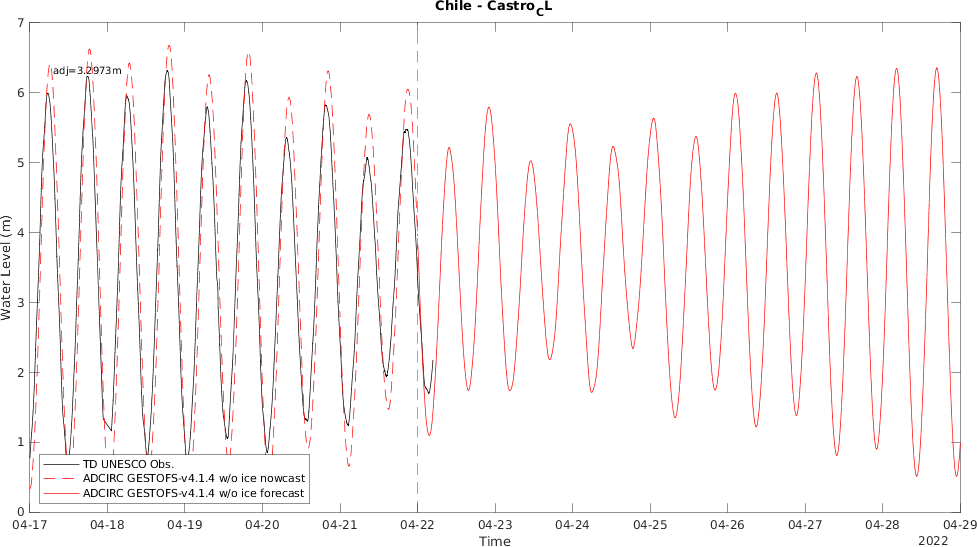 Chile - Castro_CL
adj=3.2973m
Water Level (m)
7
6
5
4
3
2
1
0
TD UNESCO Obs.
ADCIRC GESTOFS-v4.1.4 w/o ice nowcast
ADCIRC GESTOFS-v4.1.4 w/o ice forecast
04-17 04-18 04-19 04-20 04-21 04-22 04-23 04-24 04-25 04-26 04-27 04-28 04-29
Time
2022